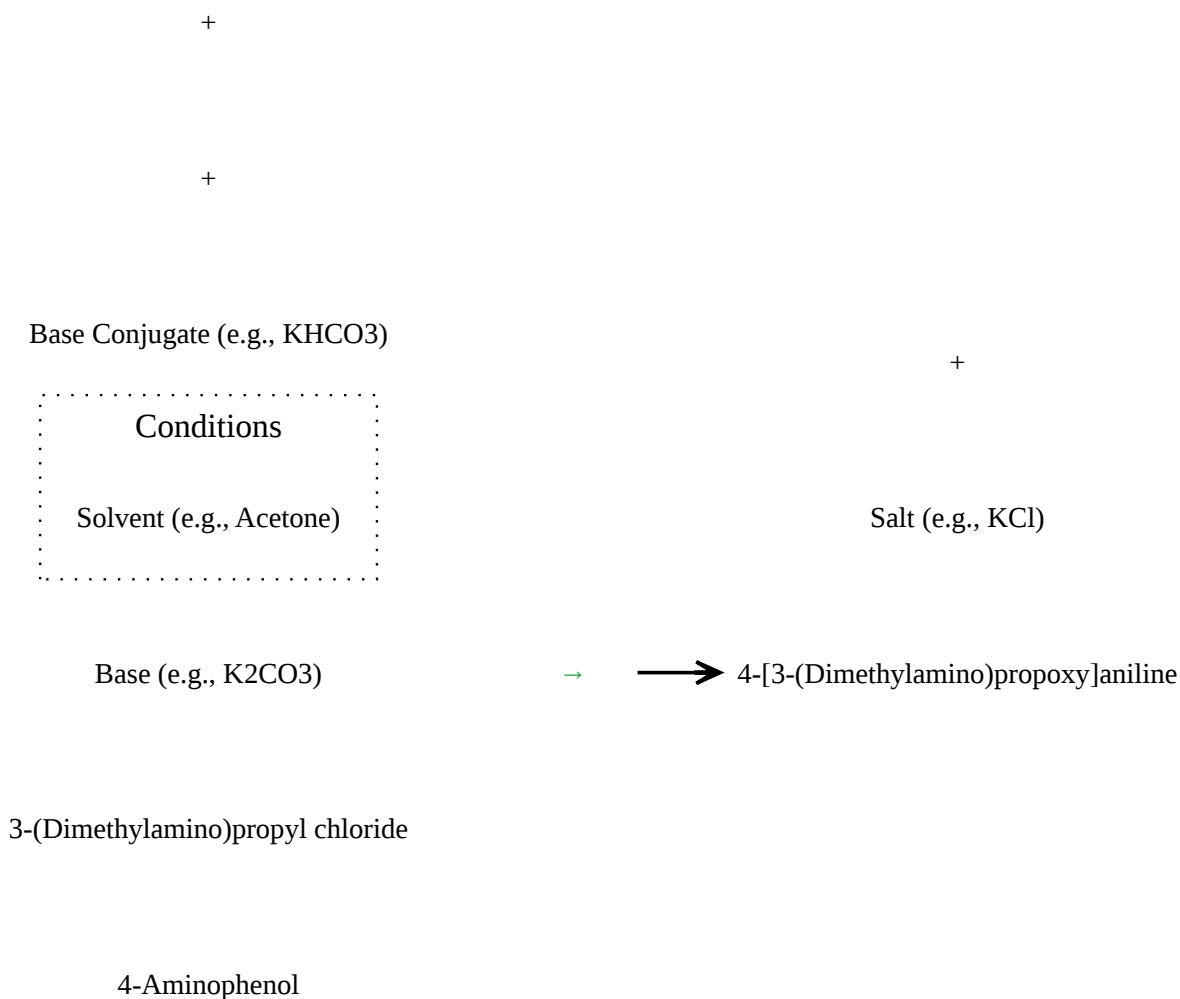 +
+
Base Conjugate (e.g., KHCO3)
+
Conditions
Solvent (e.g., Acetone)
Salt (e.g., KCl)
Base (e.g., K2CO3)
→
4-[3-(Dimethylamino)propoxy]aniline
3-(Dimethylamino)propyl chloride
4-Aminophenol